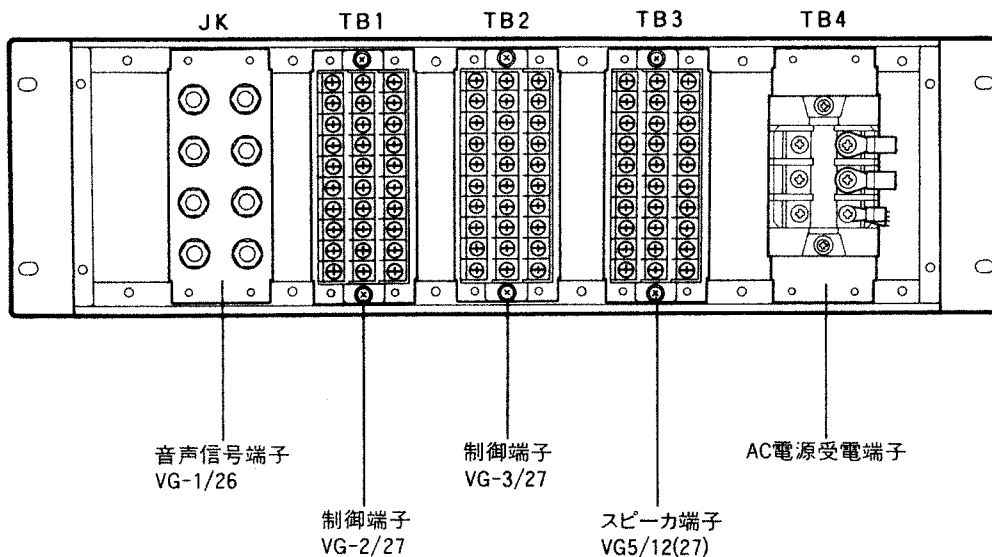 JK TB1 TB2 TB3 TB4
音声信号端子
VG-1/26
制御端子
VG-2/27
制御端子
VG-3/27
スピーカ端子
VG5/12(27)
AC電源受電端子